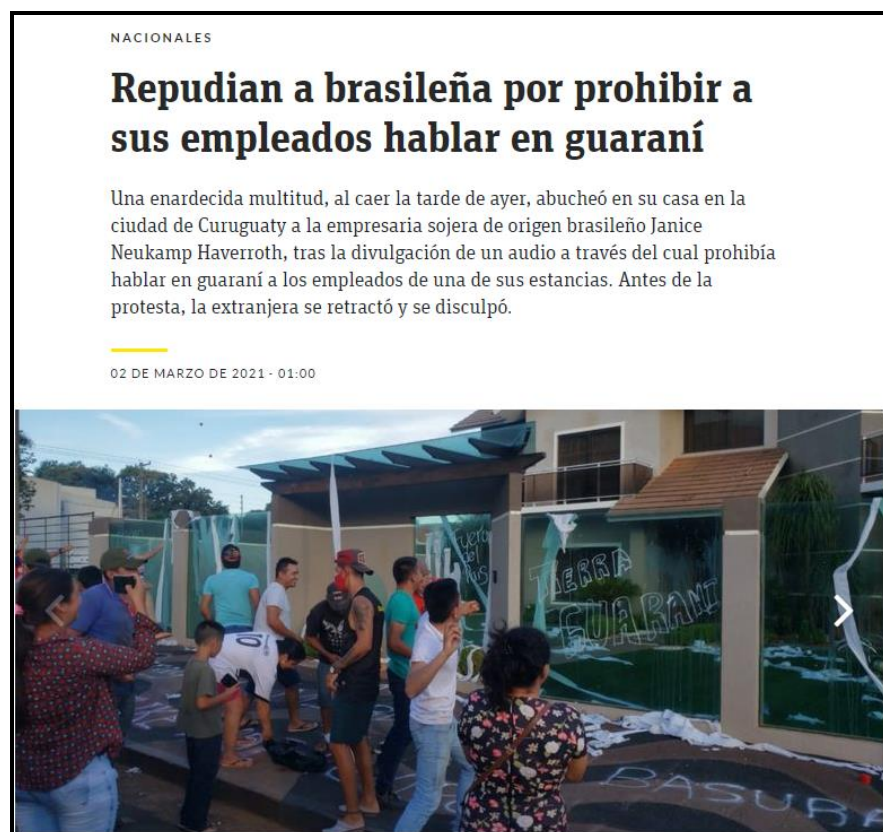 NACIONALES
Repudian a brasileña por prohibir a
sus empleados hablar en guaraní
Una enardecida multitud, al caer la tarde de ayer, abucheó en su casa en la
ciudad de Curuguaty a la empresaria sojera de origen brasileño Janice
Neukamp Haverroth, tras la divulgación de un audio a través del cual prohibía
hablar en guaraní a los empleados de una de sus estancias. Antes de la
protesta, la extranjera se retractó y se disculpó.
02 DE MARZO DE 2021 - 01:00
Fuera
del
TIERRA
GUARANI
10
BASURA